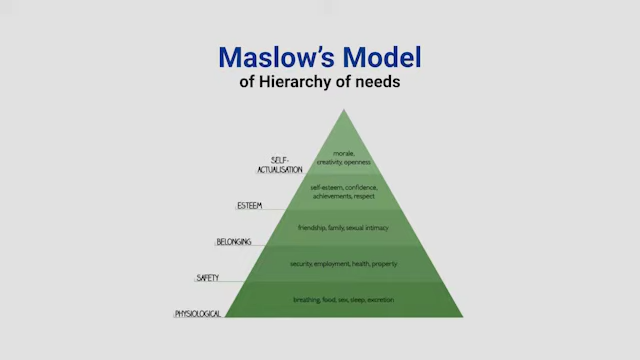 Maslow's Model
of Hierarchy of needs
morale,
creativity, openness
SELF-
ACTUALISATION
self-esteem, confidence,
achievements, respect
ESTEEM
friendship, family, sexual intimacy
BELONGING
security, employment, health, property
SAFETY
breathing, food, sex, sleep, excretion
PHYSIOLOGICAL